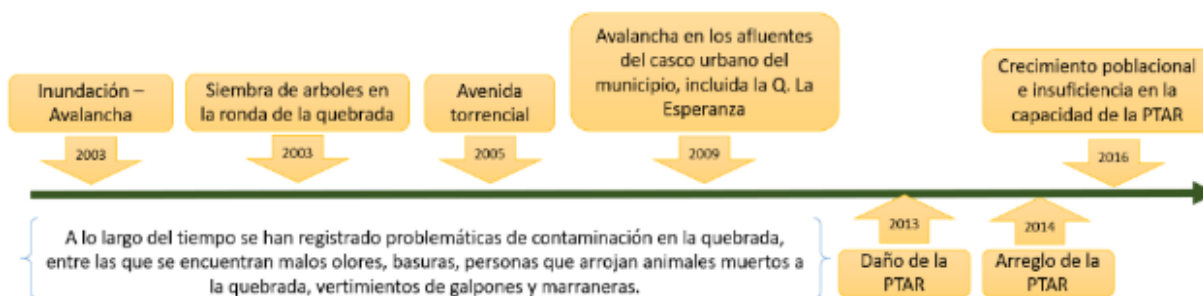 Inundación –
Avalancha
2003
Siembra de arboles en
la ronda de la quebrada
2003
Avenida
torrencial
2005
Avalancha en los afluentes
del casco urbano del
municipio, incluida la Q. La
Esperanza
2009
Crecimiento poblacional
e insuficiencia en la
capacidad de la PTAR
2016
A lo largo del tiempo se han registrado problemáticas de contaminación en la quebrada,
entre las que se encuentran malos olores, basuras, personas que arrojan animales muertos a
la quebrada, vertimientos de galpones y marraneras.
2013
Daño de la
PTAR
2014
Arreglo de la
PTAR